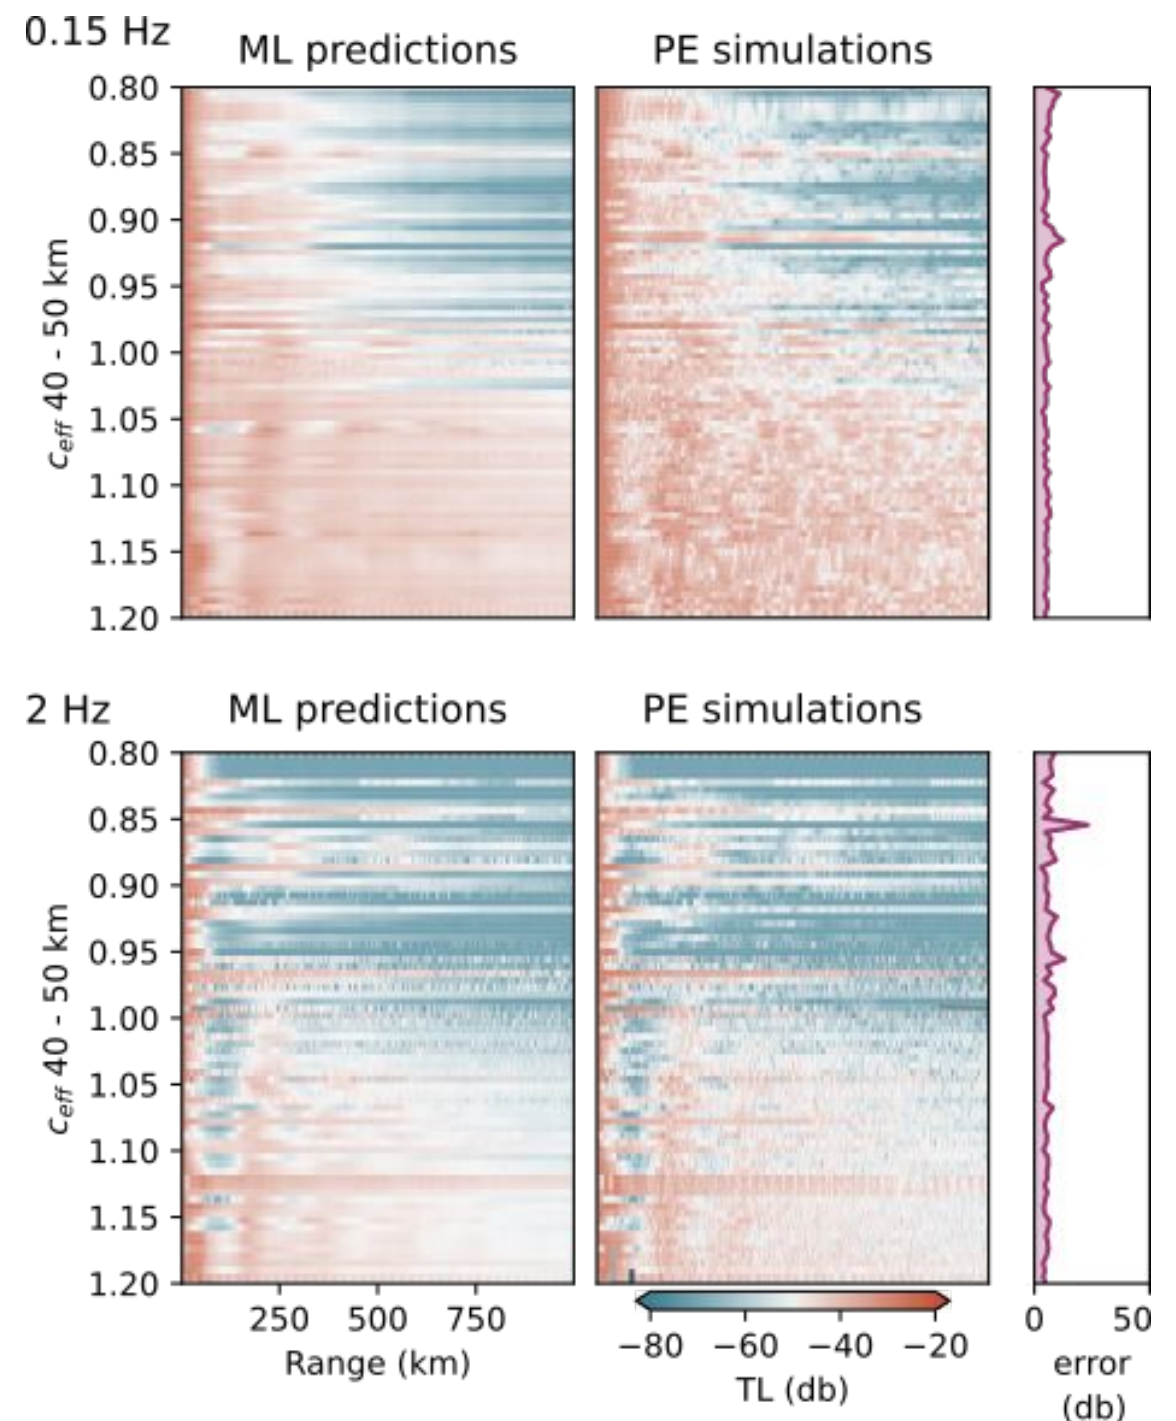 0.15 Hz
ML predictions
PE simulations
0.80
0.85
0.90
0.95
1.00
1.05
1.10
1.15
1.20
c_eff 40 - 50 km
2 Hz
ML predictions
PE simulations
0.80
0.85
0.90
0.95
1.00
1.05
1.10
1.15
1.20
c_eff 40 - 50 km
250 500 750
Range (km)
−80 −60 −40 −20
TL (db)
0 50
error
(db)